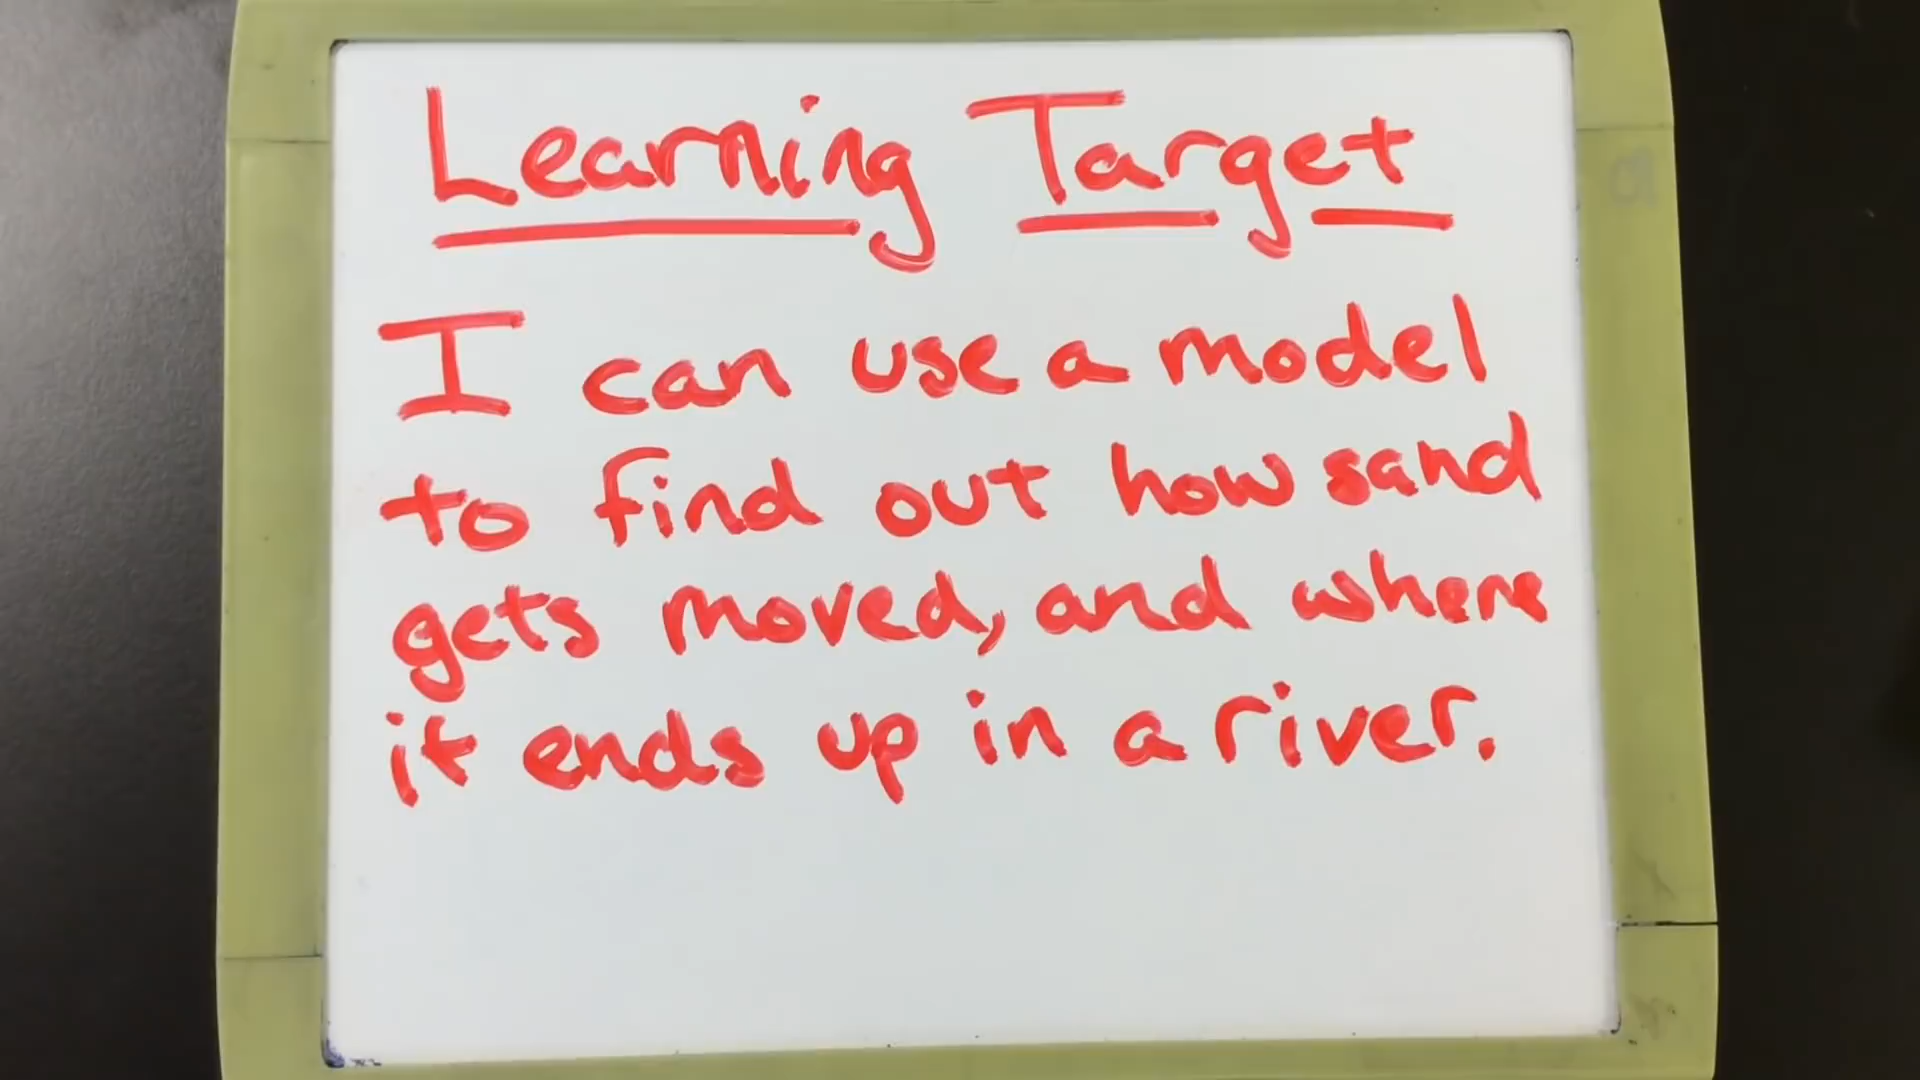 Learning Target
I can use a model
to find out how sand
gets moved, and where
it ends up in a river.